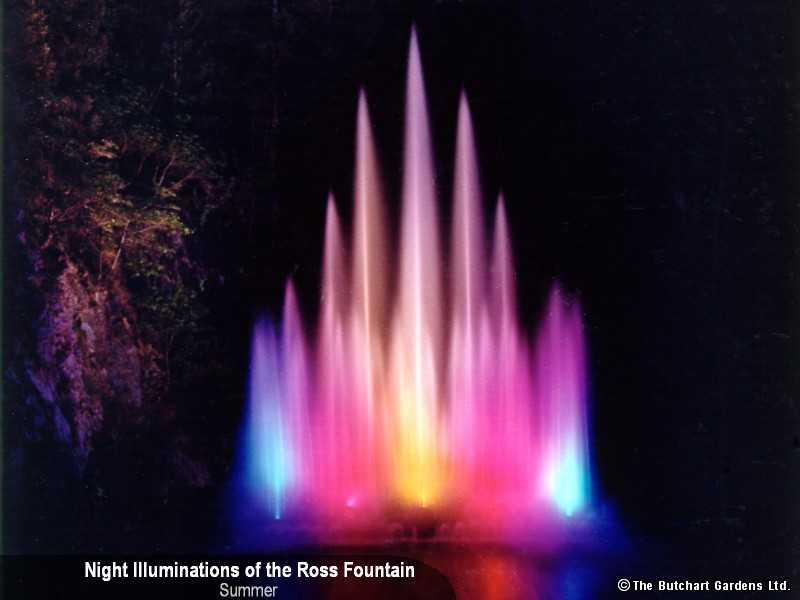 Night Illuminations of the Ross Fountain
Summer
©The Butchart Gardens Ltd.